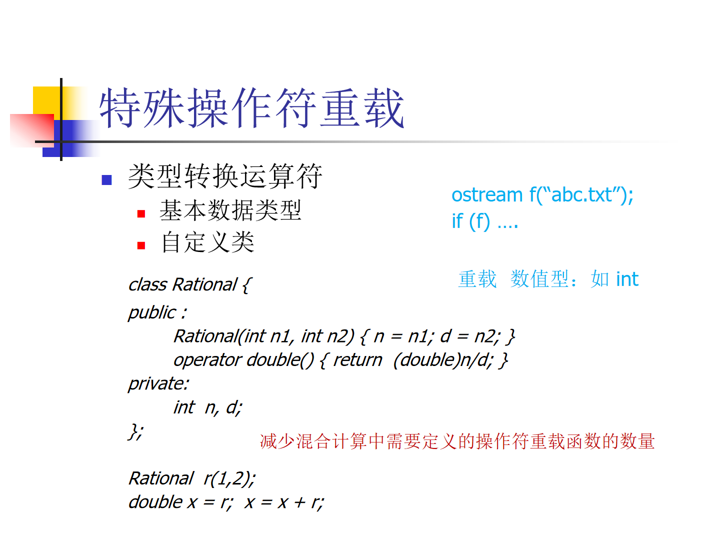 特殊操作符重载
类型转换运算符
基本数据类型
自定义类
ostream f(“abc.txt”);
if (f) ….
重载 数值型：如 int
class Rational {
public :
Rational(int n1, int n2) { n = n1; d = n2; }
operator double() { return (double)n/d; }
private:
int n, d;
};
减少混合计算中需要定义的操作符重载函数的数量
Rational r(1,2);
double x = r; x = x + r;